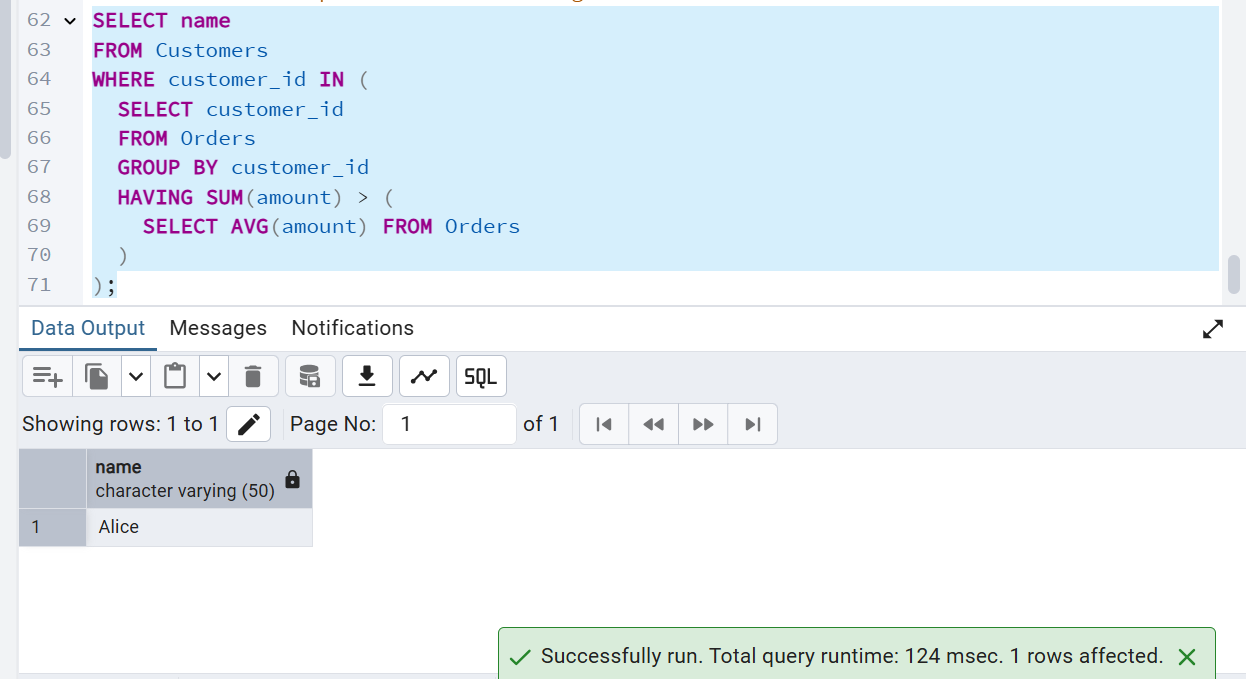 62 SELECT name
63 FROM Customers
64 WHERE customer_id IN (
65 SELECT customer_id
66 FROM Orders
67 GROUP BY customer_id
68 HAVING SUM(amount) > (
69 SELECT AVG(amount) FROM Orders
70 )
71 );
Data Output Messages Notifications
SQL
Showing rows: 1 to 1 Page No: 1 of 1
name
character varying (50)
1 Alice
Successfully run. Total query runtime: 124 msec. 1 rows affected.